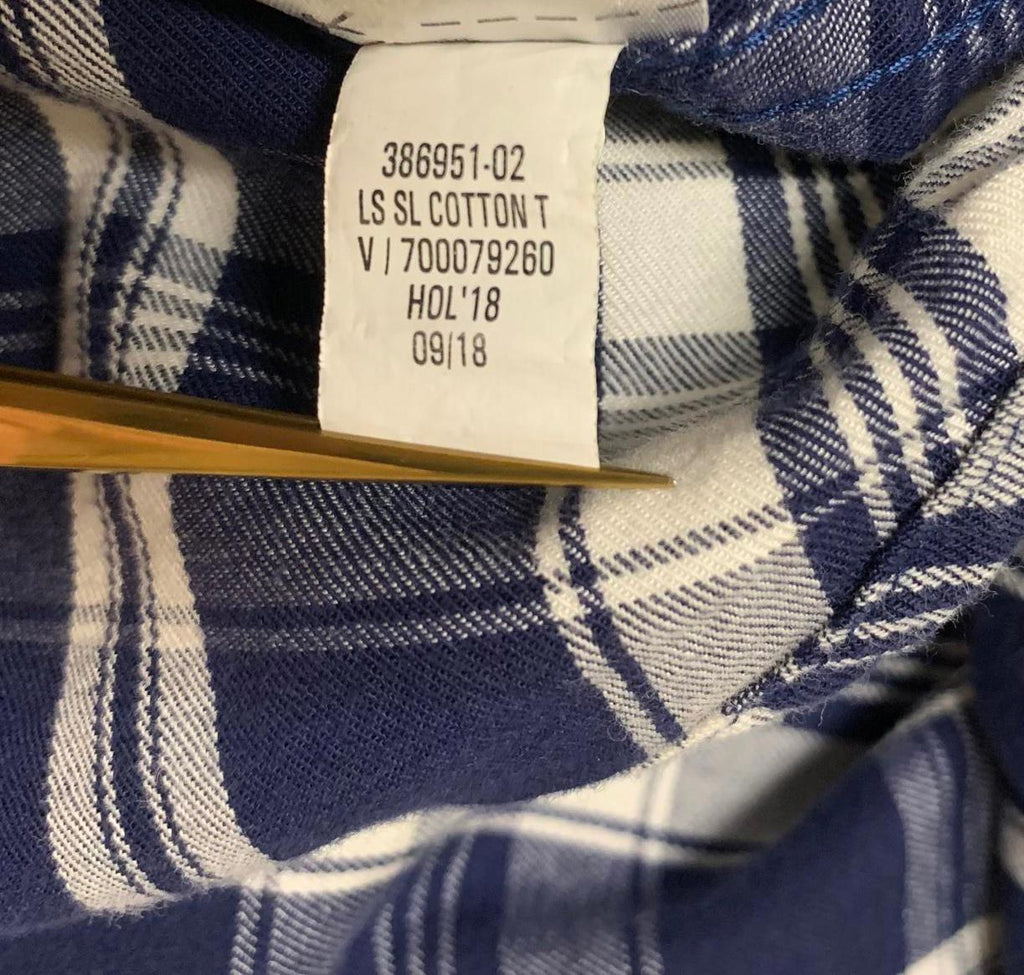 386951-02
LS SL COTTON T
V / 700079260
HOL'18
09/18